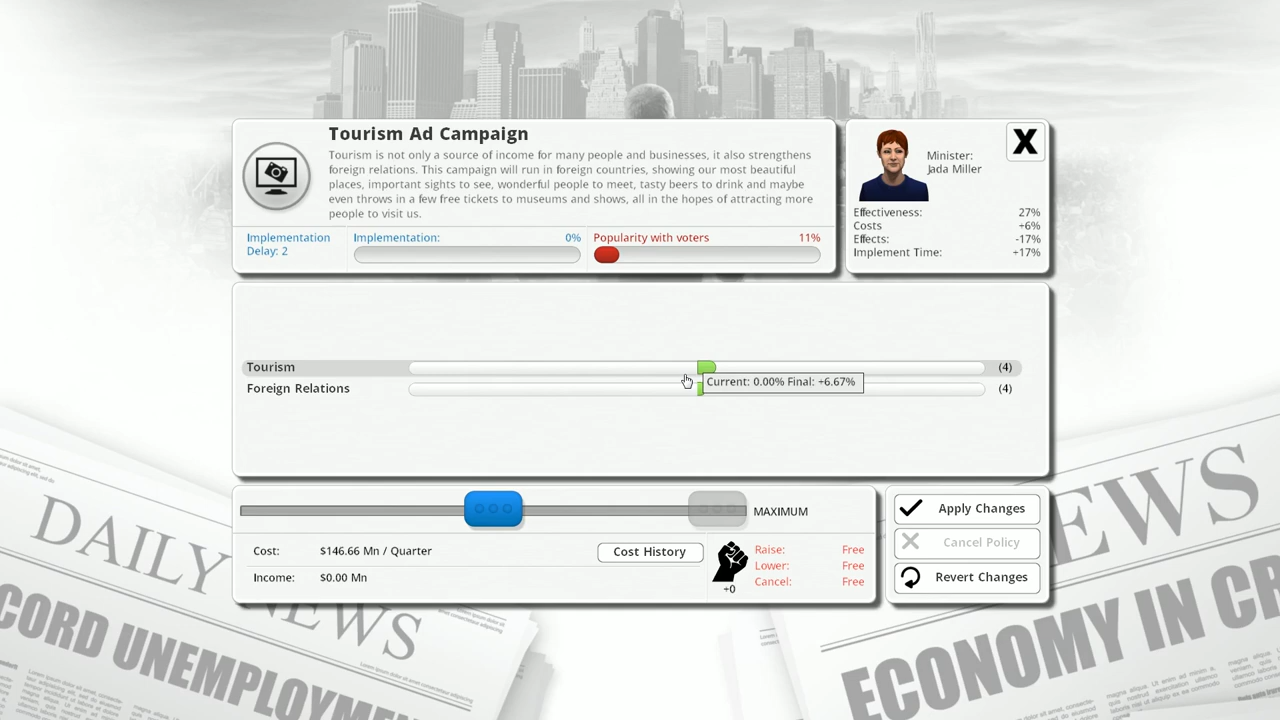 Tourism Ad Campaign
Tourism is not only a source of income for many people and businesses, it also strengthens
foreign relations. This campaign will run in foreign countries, showing our most beautiful
places, important sights to see, wonderful people to meet, tasty beers to drink and maybe
even throws in a few free tickets to museums and shows, all in the hopes of attracting more
people to visit us.
Implementation
Delay: 2
Implementation: 0%
Popularity with voters 11%
X
Minister:
Jada Miller
Effectiveness: 27%
Costs +6%
Effects: -17%
Implement Time: +17%
Tourism (4)
Current: 0.00% Final: +6.67%
Foreign Relations (4)
MAXIMUM
Cost: $146.66 Mn / Quarter
Cost History
Income: $0.00 Mn
+0
Raise: Free
Lower: Free
Cancel: Free
Apply Changes
Cancel Policy
Revert Changes
DAILY NEWS
CORD UNEMPLOYME
NEWS
ECONOMY IN CR